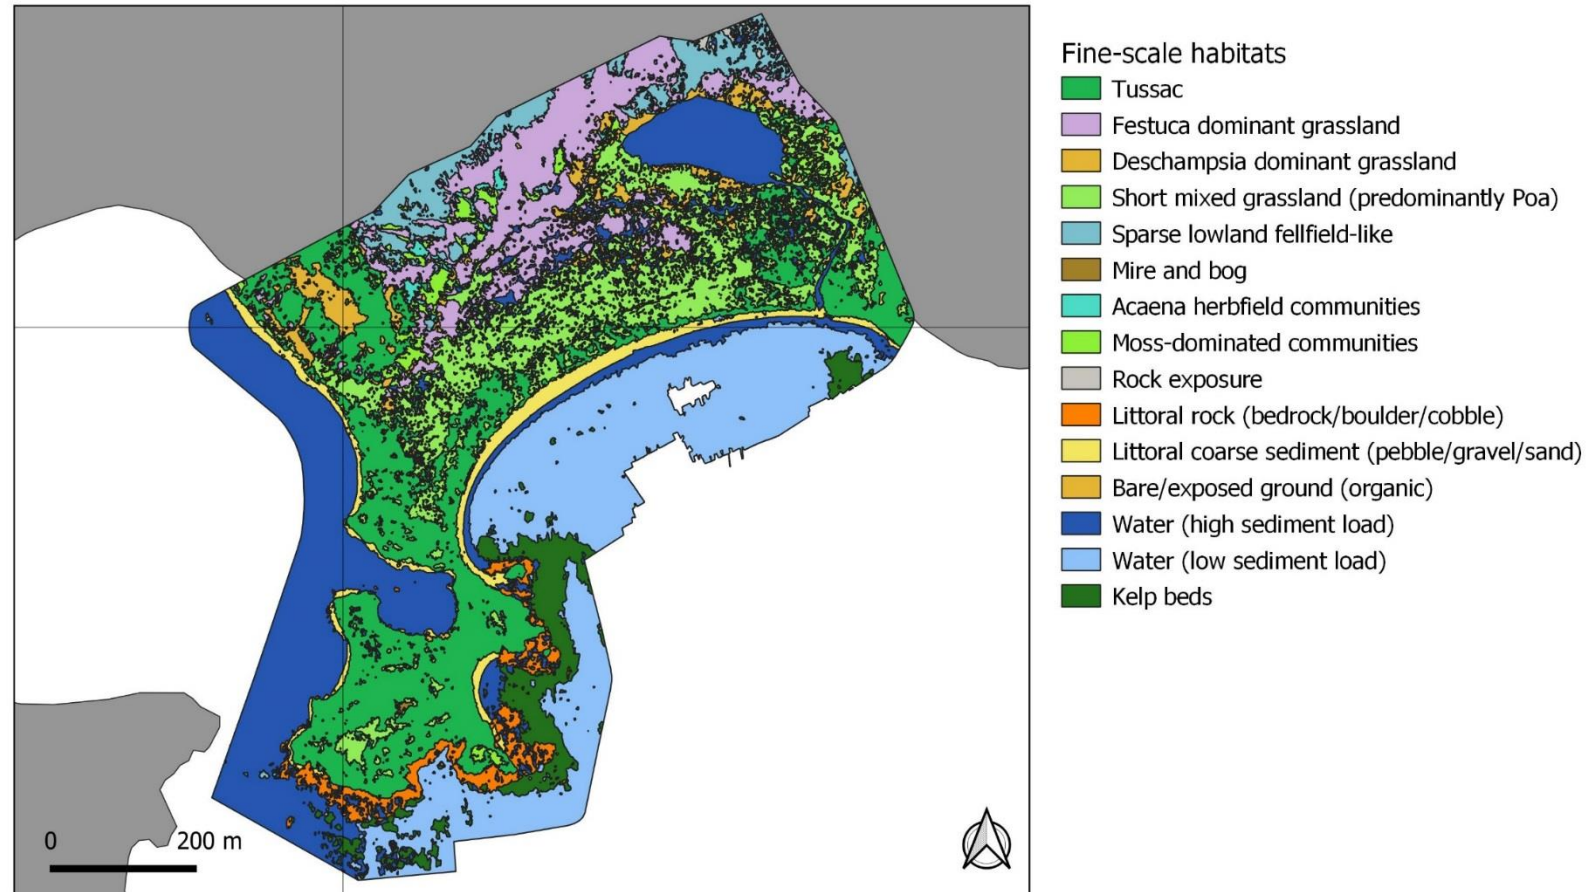 Fine-scale habitats
Tussac
Festuca dominant grassland
Deschampsia dominant grassland
Short mixed grassland (predominantly Poa)
Sparse lowland fellfield-like
Mire and bog
Acaena herbfield communities
Moss-dominated communities
Rock exposure
Littoral rock (bedrock/boulder/cobble)
Littoral coarse sediment (pebble/gravel/sand)
Bare/exposed ground (organic)
Water (high sediment load)
Water (low sediment load)
Kelp beds
0 200 m